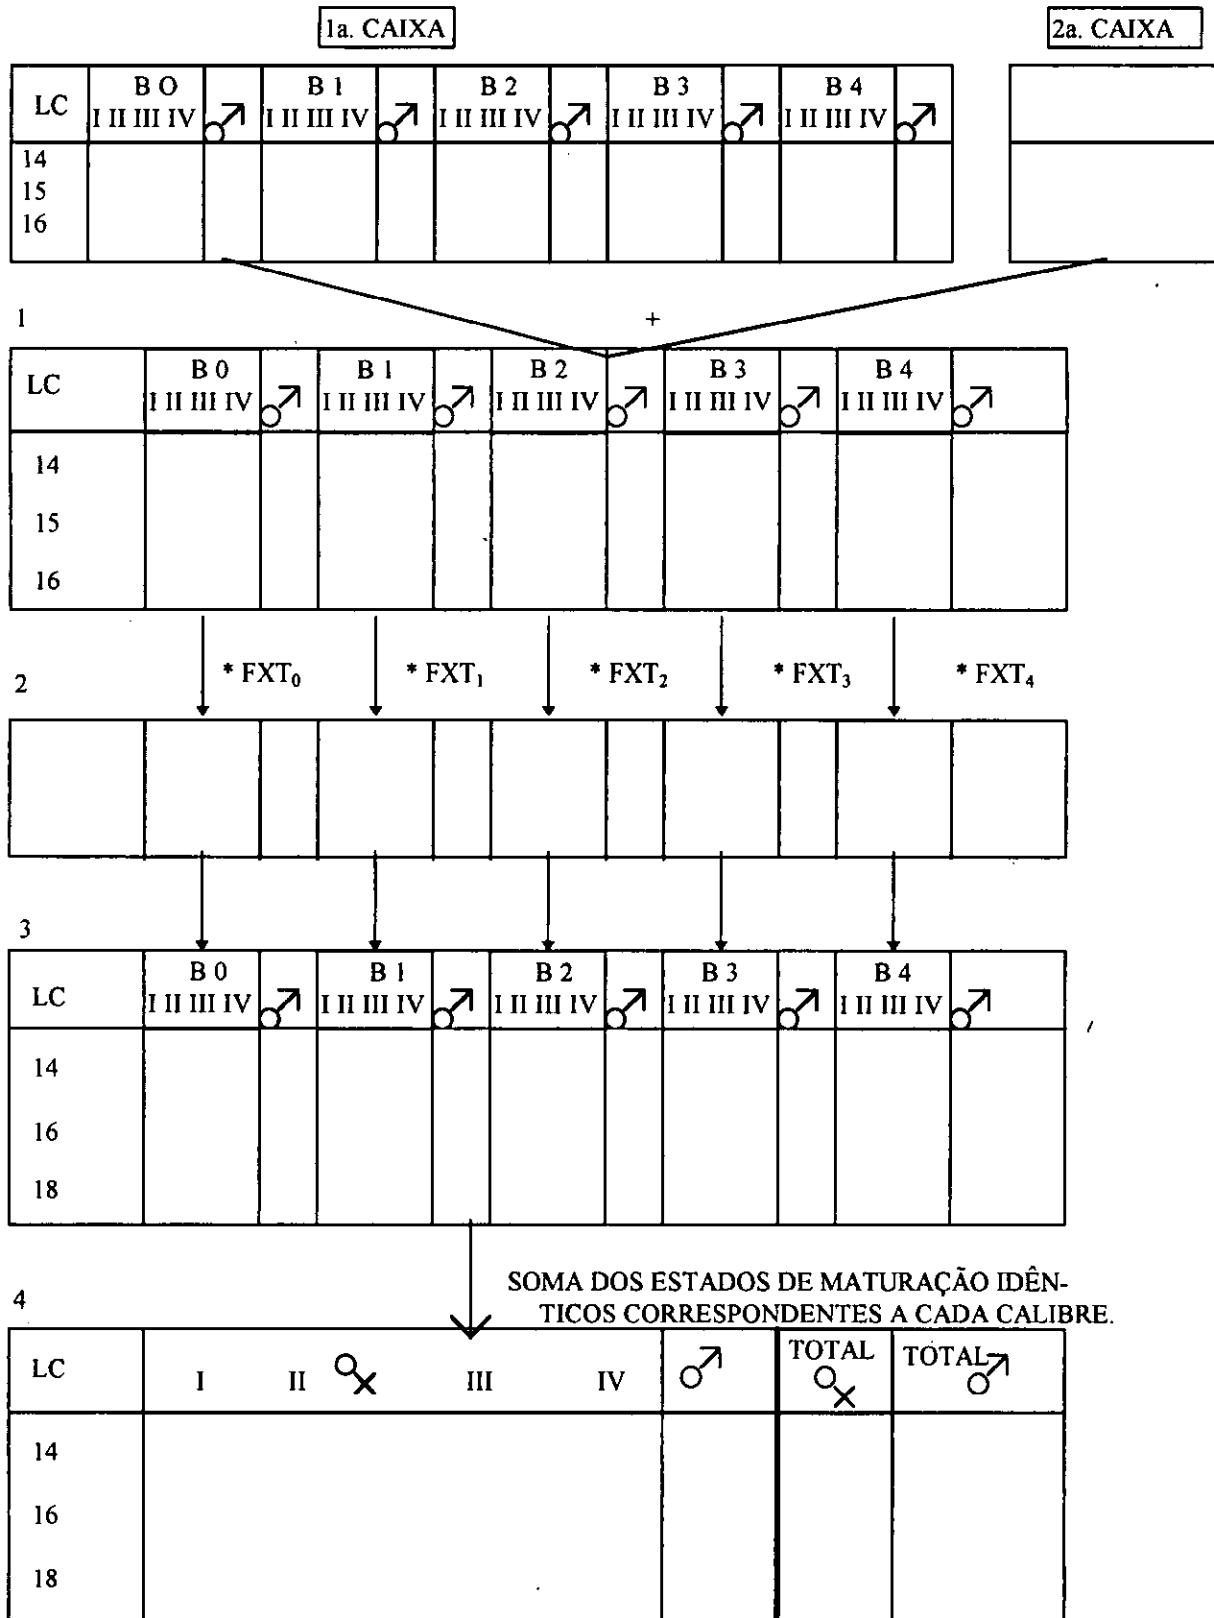 1a. CAIXA 2a. CAIXA
LC B O B 1 B 2 B 3 B 4
I II III IV ♂ I II III IV ♂ I II III IV ♂ I II III IV ♂ I II III IV ♂
14
15
16
1 +
LC B 0 B 1 B 2 B 3 B 4
I II III IV ♂ I II III IV ♂ I II III IV ♂ I II III IV ♂ I II III IV ♂
14
15
16
2 * FXT₀ * FXT₁ * FXT₂ * FXT₃ * FXT₄
3
LC B 0 B 1 B 2 B 3 B 4
I II III IV ♂ I II III IV ♂ I II III IV ♂ I II III IV ♂ I II III IV ♂
14
16
18
SOMA DOS ESTADOS DE MATURAÇÃO IDÊN-
4 TICOS CORRESPONDENTES A CADA CALIBRE.
LC I II ♀ III IV ♂ TOTAL ♀ TOTAL ♂
14
16
18